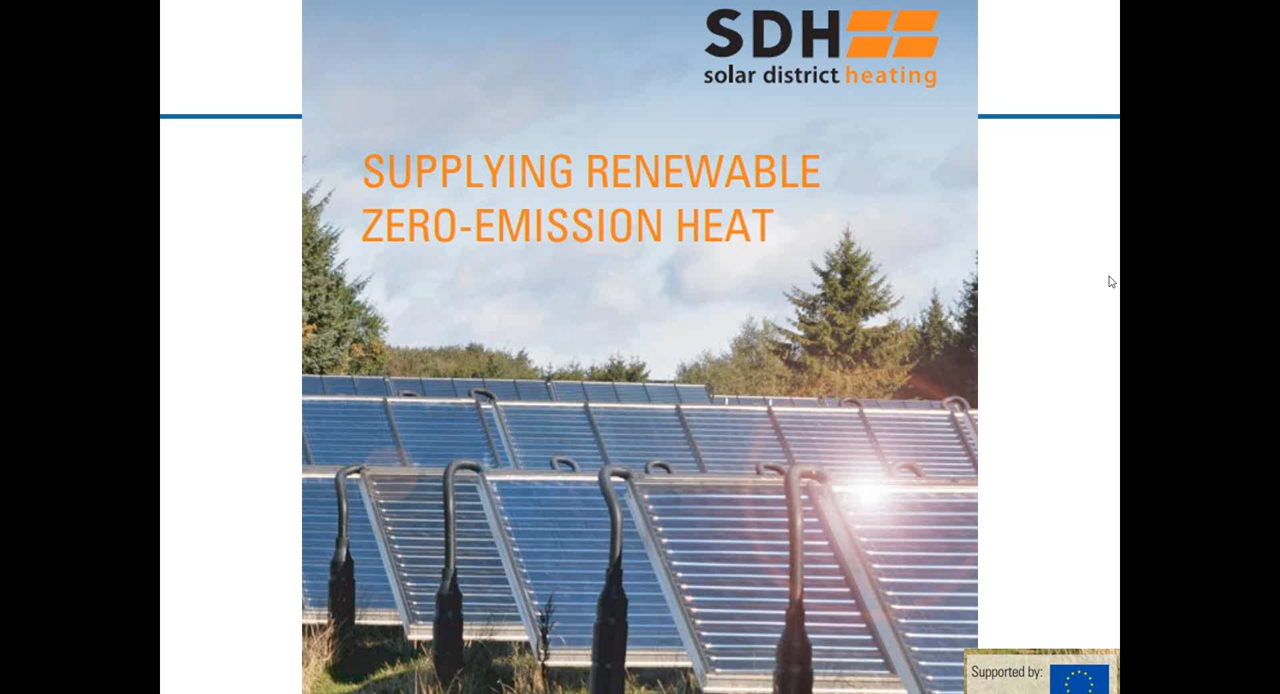 SDH
solar district heating
SUPPLYING RENEWABLE
ZERO-EMISSION HEAT
Supported by: